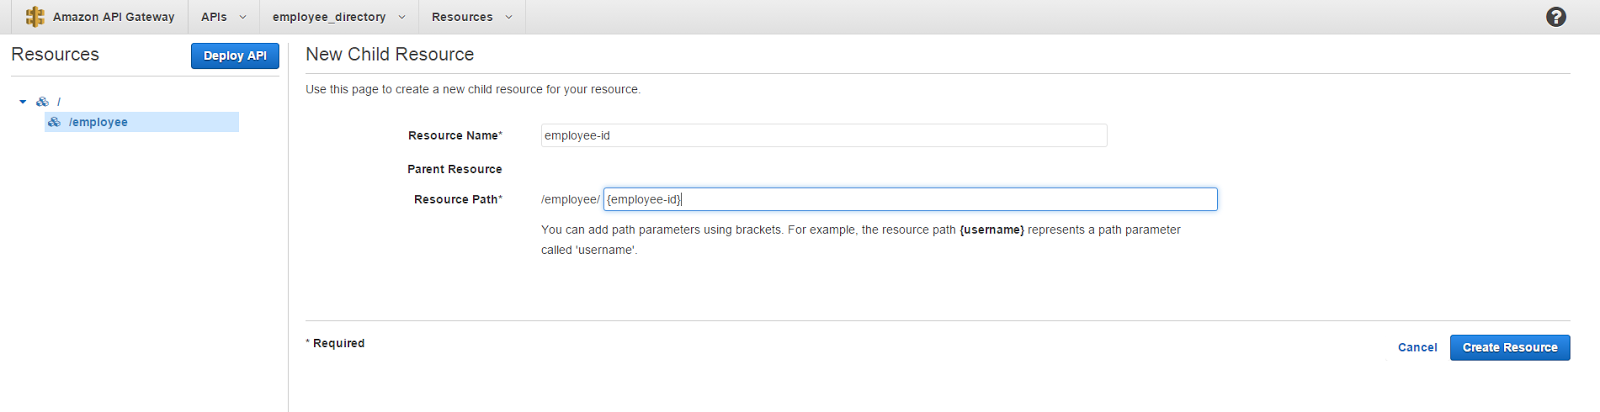 Amazon API Gateway APIs employee_directory Resources ?
Resources Deploy API
/
/employee
New Child Resource
Use this page to create a new child resource for your resource.
Resource Name* employee-id
Parent Resource
Resource Path* /employee/ {employee-id}
You can add path parameters using brackets. For example, the resource path {username} represents a path parameter
called 'username'.
* Required
Cancel Create Resource